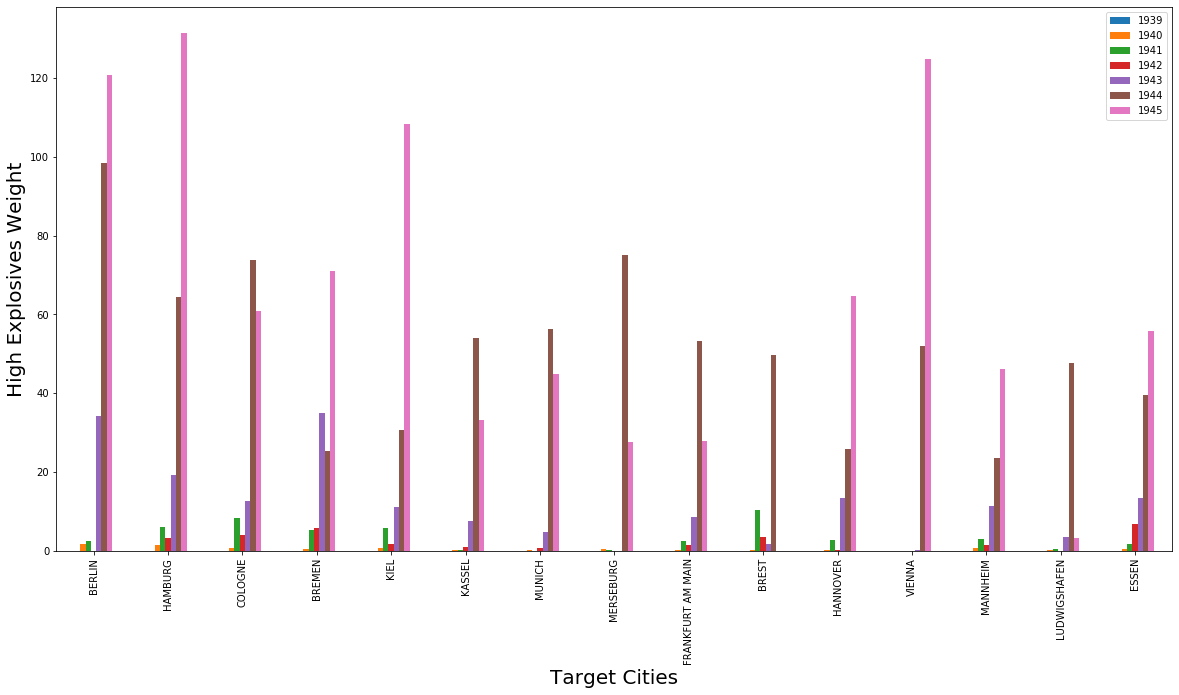 1939
1940
1941
1942
1943
1944
1945
High Explosives Weight
120
100
80
60
40
20
0
BERLIN
HAMBURG
COLOGNE
BREMEN
KIEL
KASSEL
MUNICH
MERSEBURG
FRANKFURT AM MAIN
BREST
HANNOVER
VIENNA
MANNHEIM
LUDWIGSHAFEN
ESSEN
Target Cities